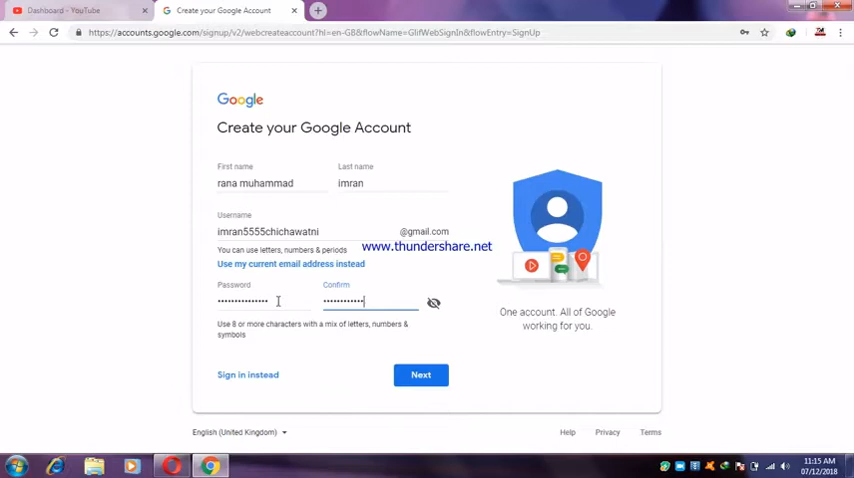 Dashboard - YouTube
Create your Google Account
https://accounts.google.com/signup/v2/webcreateaccount?hl=en-GB&flowName=GlifWebSignIn&flowEntry=SignUp
Google
Create your Google Account
First name
Last name
rana muhammad
imran
Username
imran5555chichawatni
@gmail.com
www.thundershare.net
You can use letters, numbers & periods
Use my current email address instead
Password
Confirm
Use 8 or more characters with a mix of letters, numbers &
symbols
One account. All of Google
working for you.
Sign in instead
Next
English (United Kingdom)
Help
Privacy
Terms
11:15 AM
07/12/2018